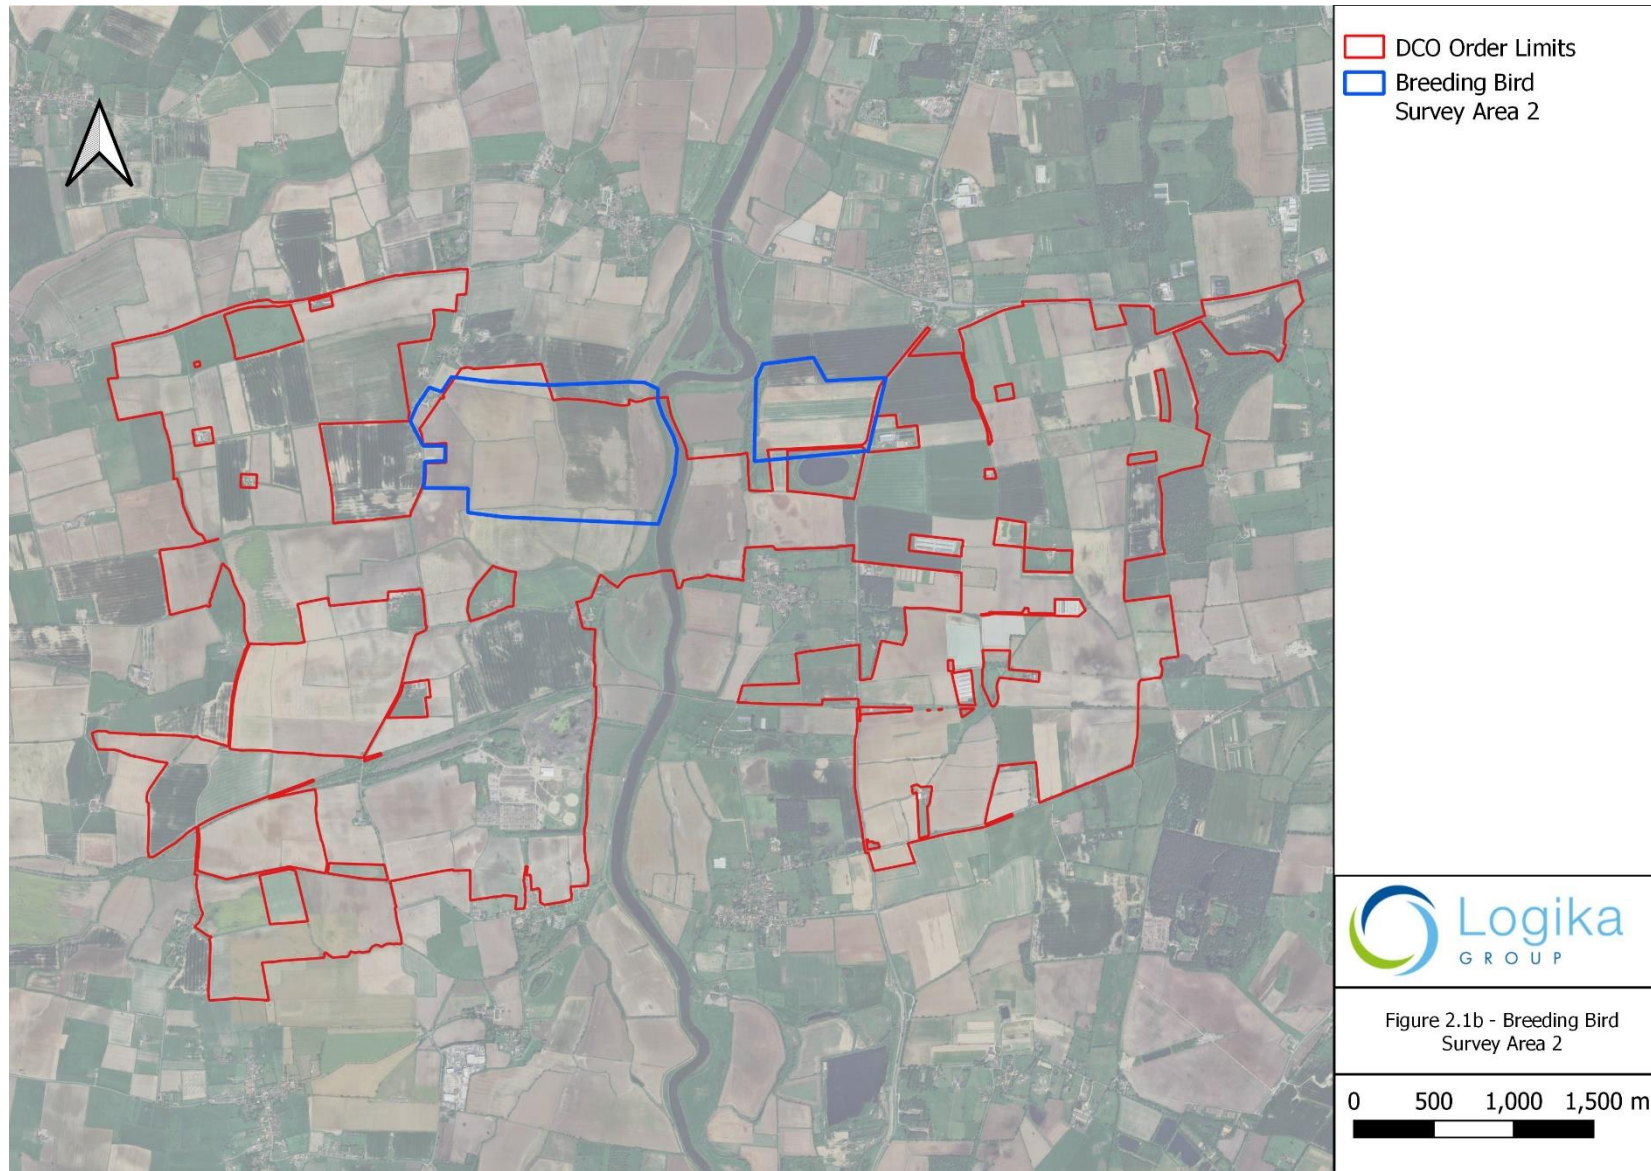 DCO Order Limits
Breeding Bird
Survey Area 2
Logika
GROUP
Figure 2.1b - Breeding Bird
Survey Area 2
0 500 1,000 1,500 m